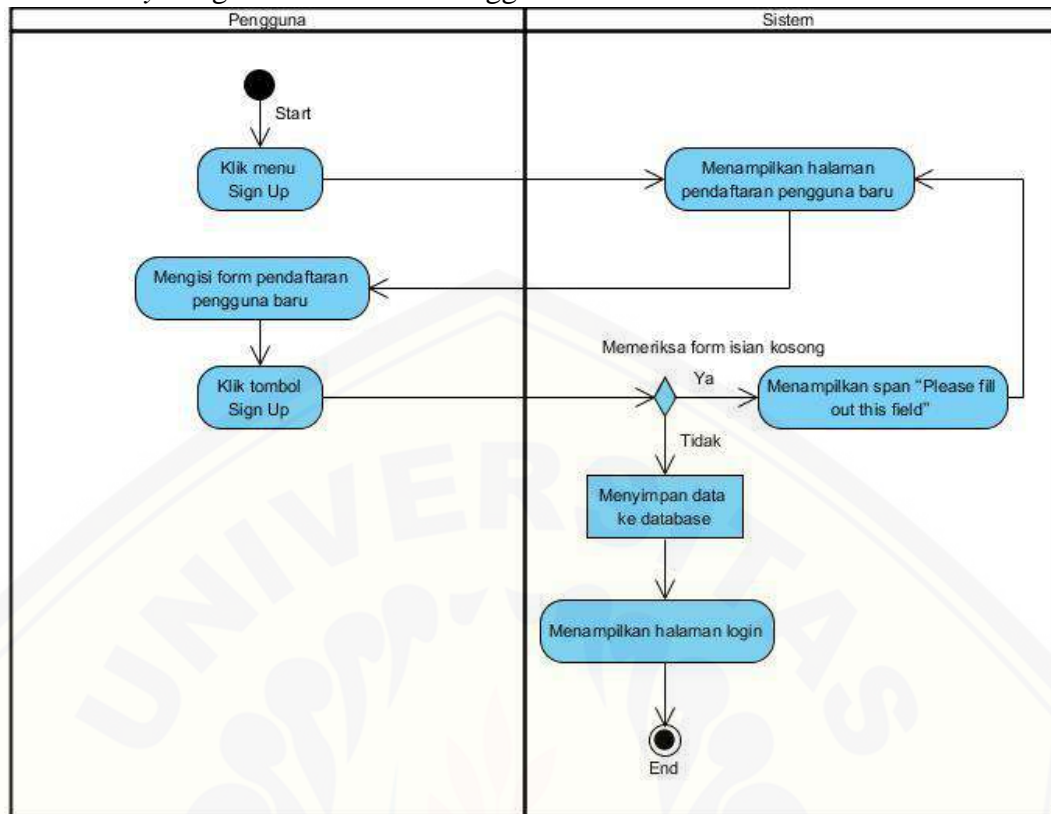 Pengguna
Sistem
Start
Klik menu
Sign Up
Menampilkan halaman
pendaftaran pengguna baru
Mengisi form pendaftaran
pengguna baru
Klik tombol
Sign Up
Memeriksa form isian kosong
Ya
Menampilkan span “Please fill
out this field”
Tidak
Menyimpan data
ke database
Menampilkan halaman login
End
UNIVERSITAS